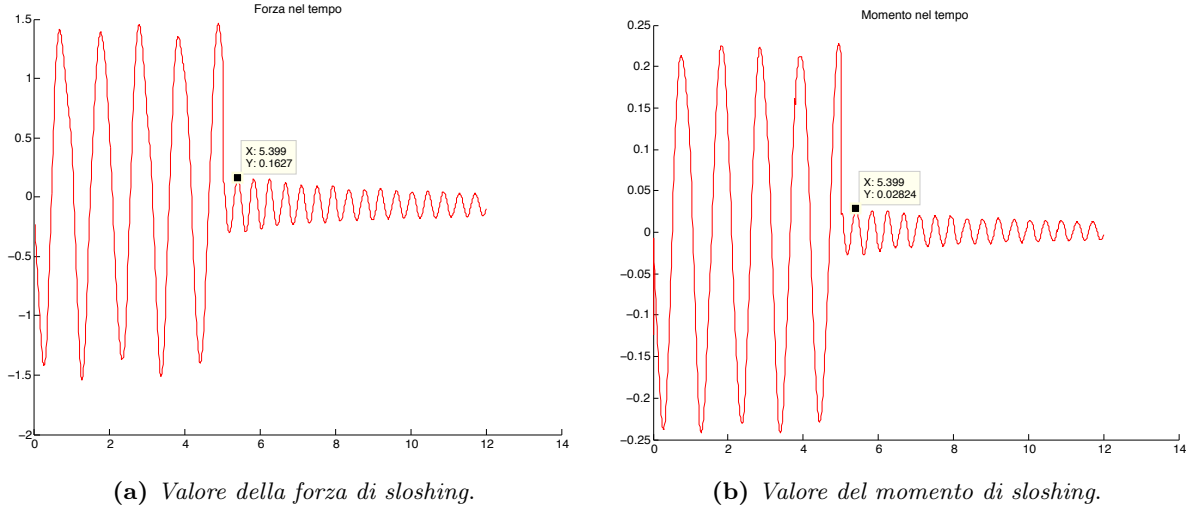 Forza nel tempo
1.5
1
0.5
0
−0.5
−1
−1.5
−2
X: 5.399
Y: 0.1627
0 2 4 6 8 10 12 14
(a) Valore della forza di sloshing.
Momento nel tempo
0.25
0.2
0.15
0.1
0.05
0
−0.05
−0.1
−0.15
−0.2
−0.25
X: 5.399
Y: 0.02824
0 2 4 6 8 10 12 14
(b) Valore del momento di sloshing.